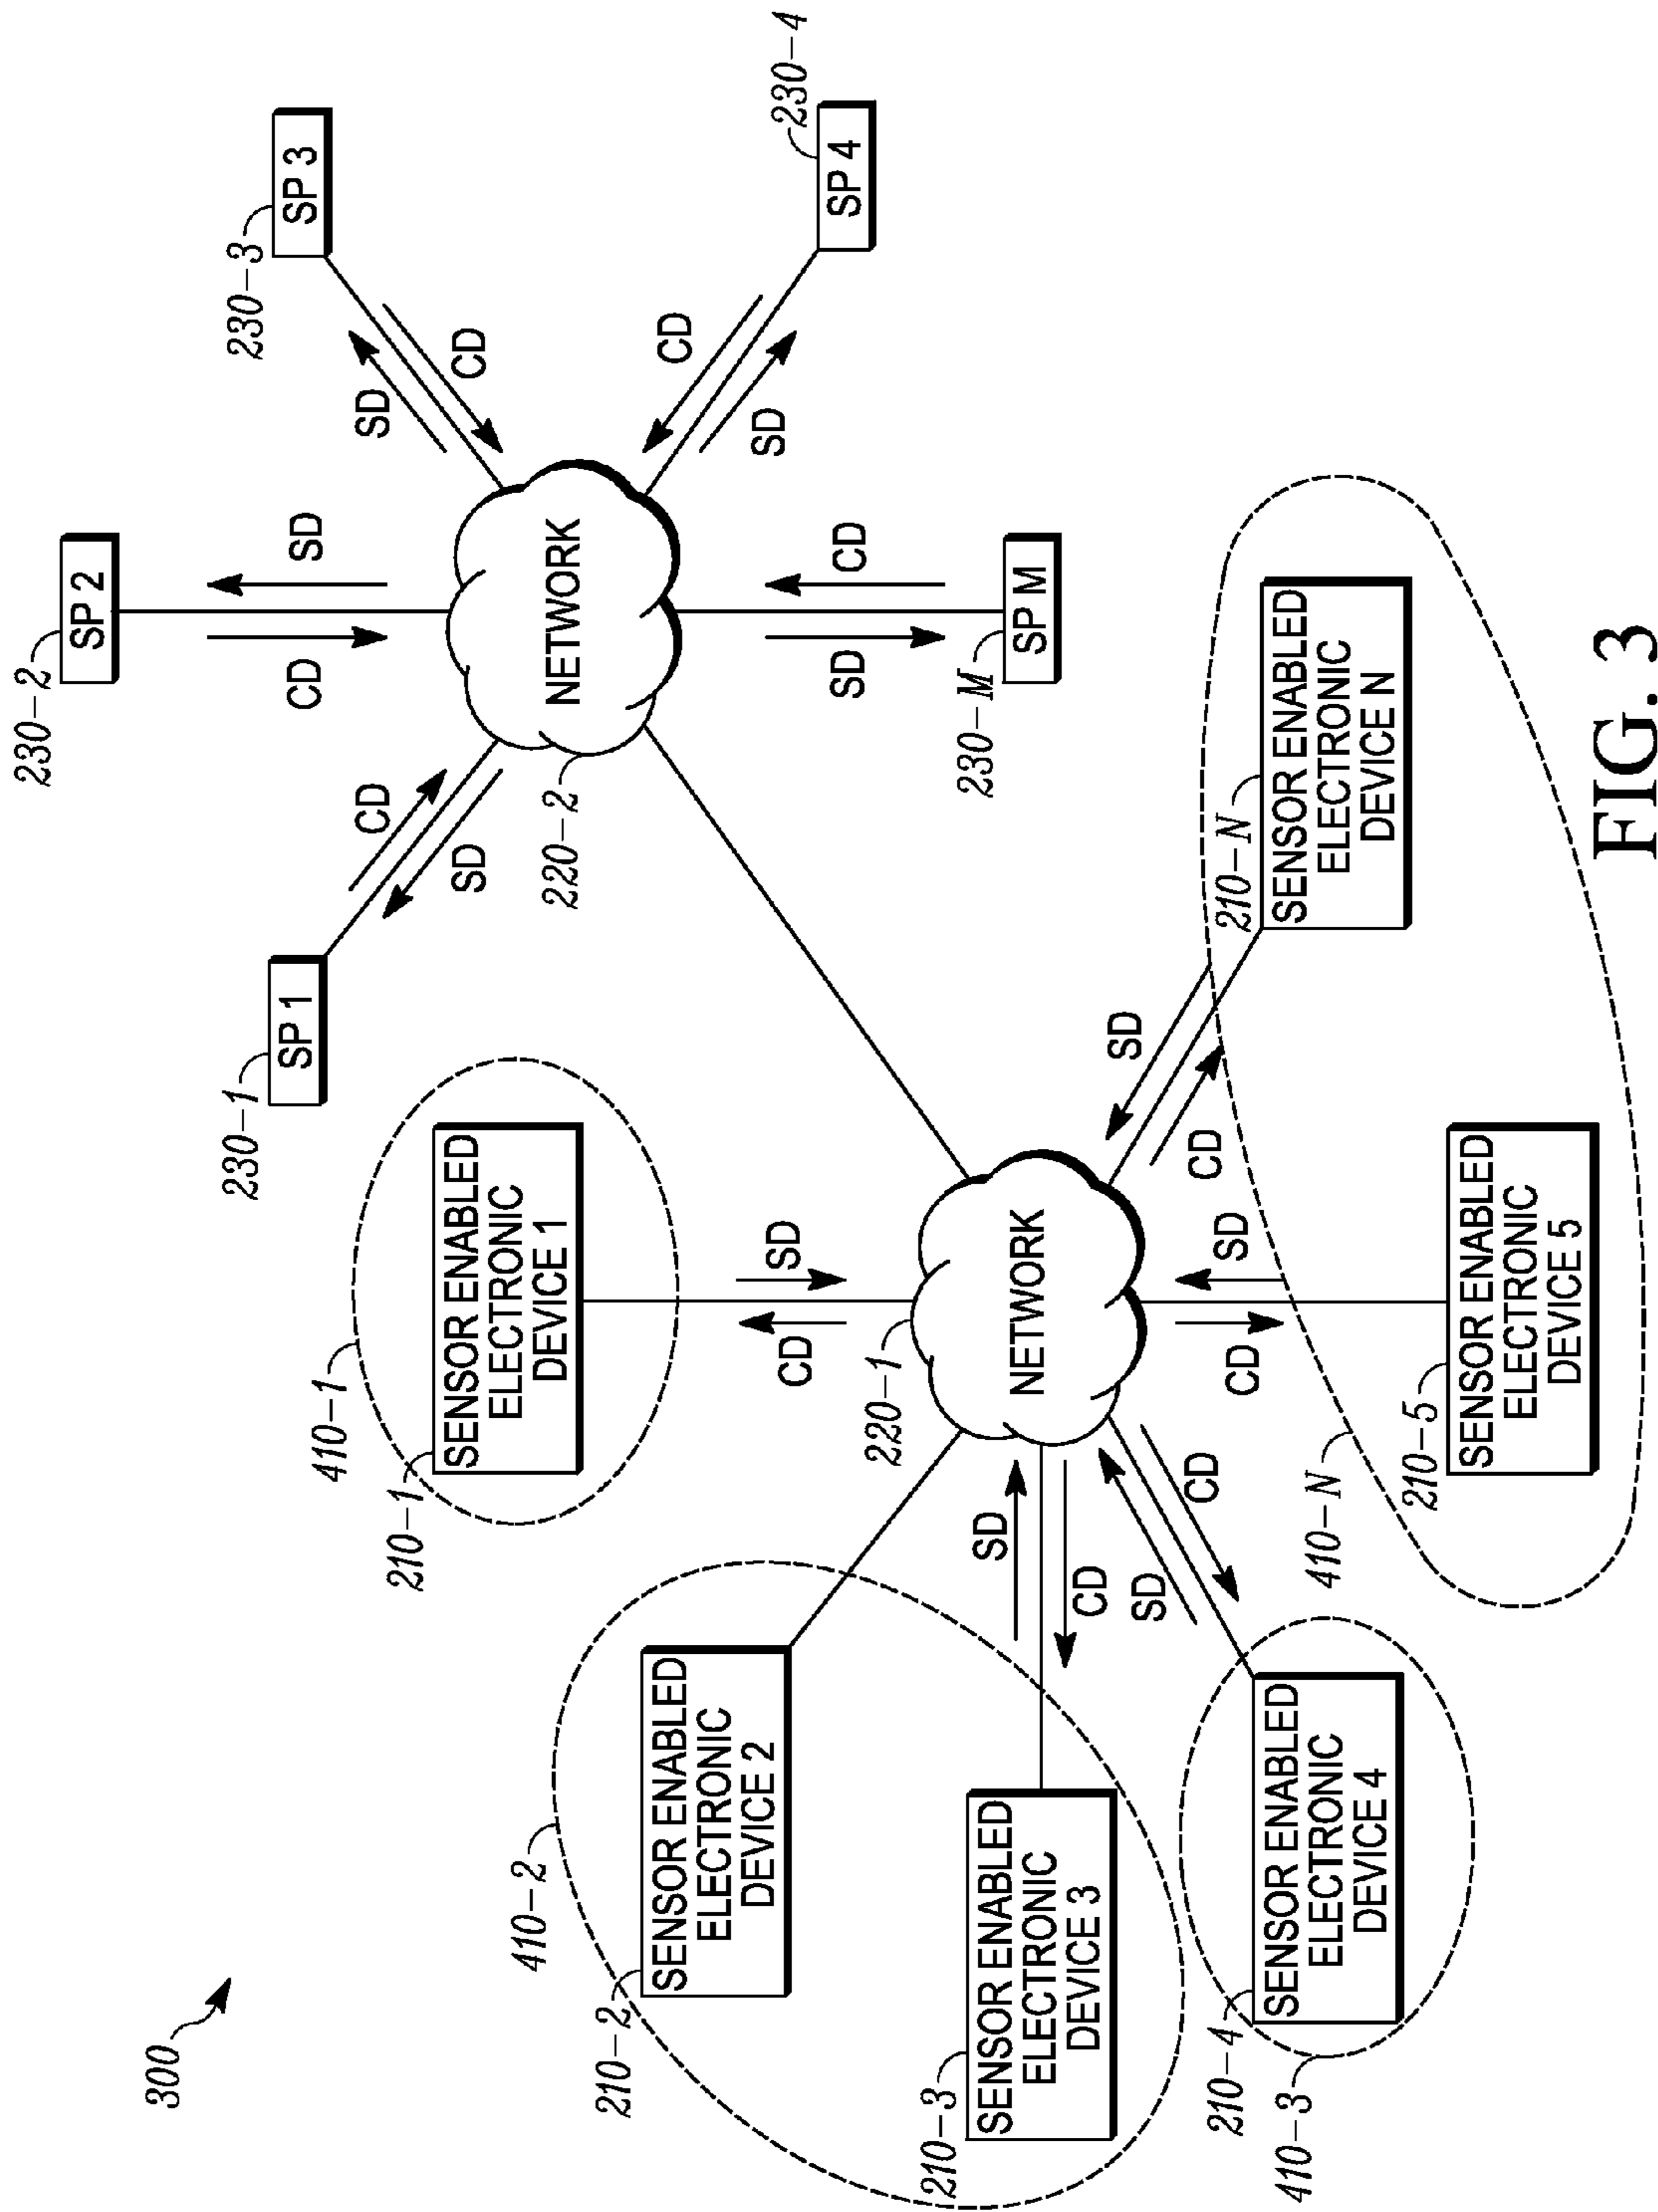 300
410-2
210-2
SENSOR ENABLED
ELECTRONIC
DEVICE 2
210-3
SENSOR ENABLED
ELECTRONIC
DEVICE 3
210-4
410-3
SENSOR ENABLED
ELECTRONIC
DEVICE 4
410-1
210-1
SENSOR ENABLED
ELECTRONIC
DEVICE 1
CD
SD
SD
CD
SD
CD
220-1
NETWORK
CD
SD
410-N
210-5
SENSOR ENABLED
ELECTRONIC
DEVICE 5
SD
CD
210-N
SENSOR ENABLED
ELECTRONIC
DEVICE N
230-1
SP 1
CD
SD
230-2
SP 2
CD
SD
220-2
NETWORK
230-3
SP 3
SD
CD
230-4
SP 4
CD
SD
SD
CD
230-M
SP M
FIG. 3